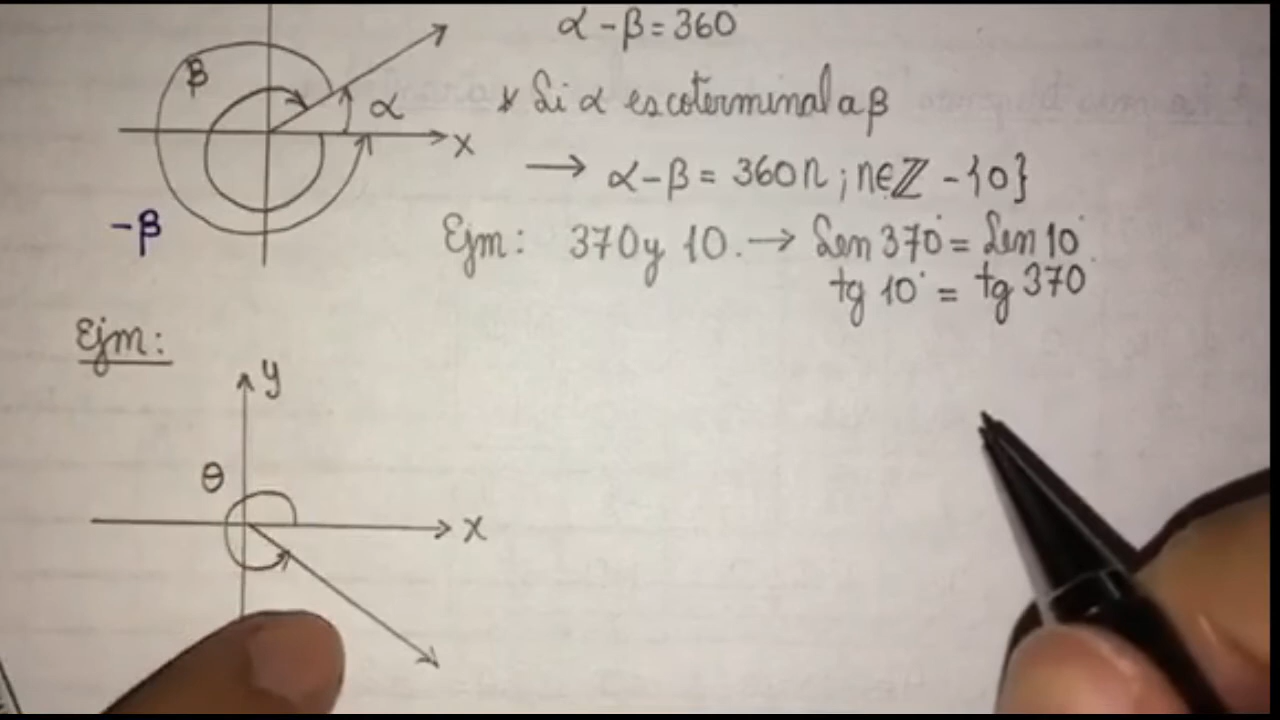 α - β = 360°
* Si α es coterminal a β
→ α - β = 360n ; n∈ℤ - {0}
β
α
x
-β
Ejm: 370 y 10. → Sen 370° = Sen 10°.
tg 10° = tg 370
Ejm:
y
θ
x